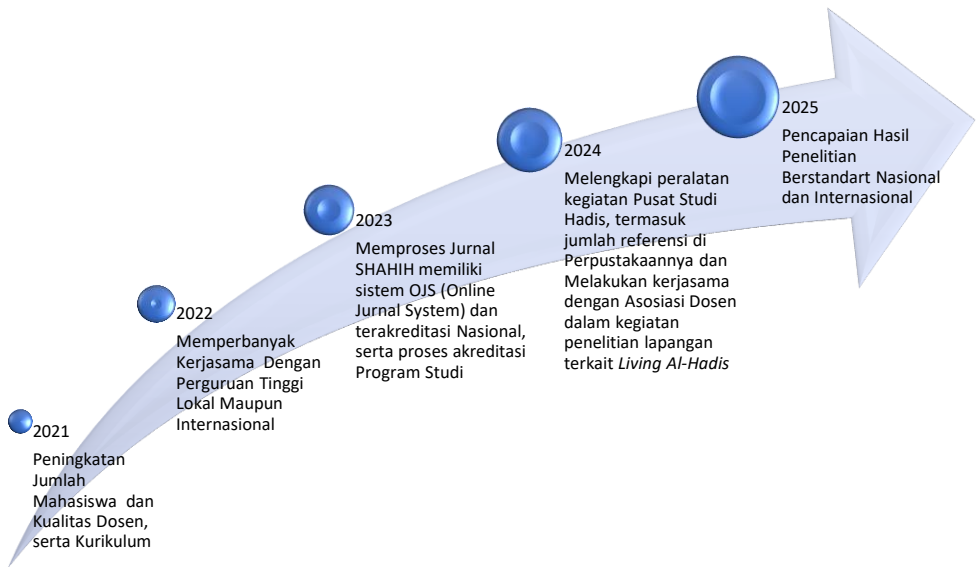 2021
Peningkatan
Jumlah
Mahasiswa dan
Kualitas Dosen,
serta Kurikulum
2022
Memperbanyak
Kerjasama Dengan
Perguruan Tinggi
Lokal Maupun
Internasional
2023
Memproses Jurnal
SHAHIH memiliki
sistem OJS (Online
Jurnal System) dan
terakreditasi Nasional,
serta proses akreditasi
Program Studi
2024
Melengkapi peralatan
kegiatan Pusat Studi
Hadis, termasuk
jumlah referensi di
Perpustakaannya dan
Melakukan kerjasama
dengan Asosiasi Dosen
dalam kegiatan
penelitian lapangan
terkait Living Al-Hadis
2025
Pencapaian Hasil
Penelitian
Berstandart Nasional
dan Internasional